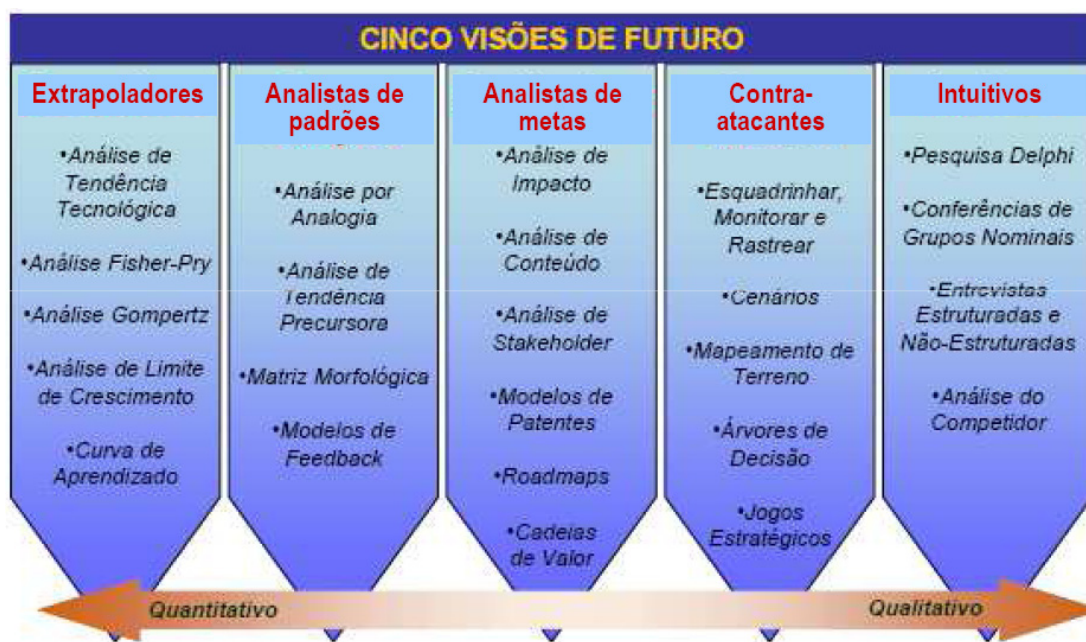 CINCO VISÕES DE FUTURO
Extrapoladores
•Análise de
Tendência
Tecnológica
•Análise Fisher-Pry
•Análise Gompertz
•Análise de Limite
de Crescimento
•Curva de
Aprendizado
Analistas de
padrões
•Análise por
Analogia
•Análise de
Tendência
Precursora
•Matriz Morfológica
•Modelos de
Feedback
Analistas de
metas
•Análise de
Impacto
•Análise de
Conteúdo
•Análise de
Stakeholder
•Modelos de
Patentes
•Roadmaps
•Cadeias
de Valor
Contra-
atacantes
•Esquadrinhar,
Monitorar e
Rastrear
•Cenários
•Mapeamento de
Terreno
•Árvores de
Decisão
•Jogos
Estratégicos
Intuitivos
•Pesquisa Delphi
•Conferências de
Grupos Nominais
•Entrevistas
Estruturadas e
Não-Estruturadas
•Análise do
Competidor
Quantitativo
Qualitativo